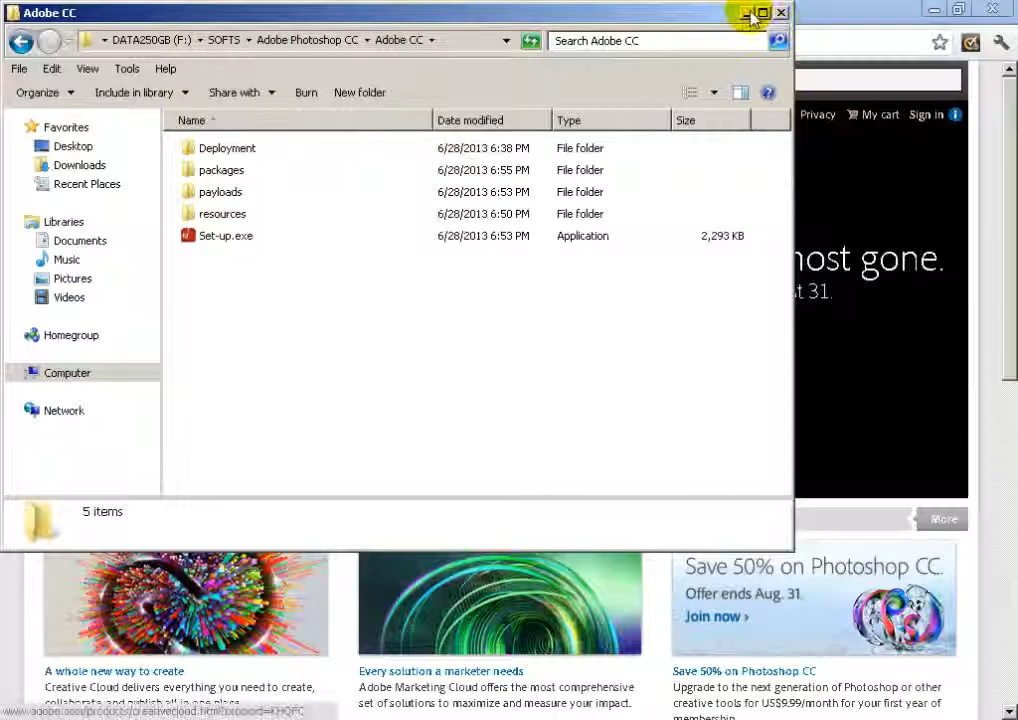 Adobe CC
DATA250GB (F:) SOFTS Adobe Photoshop CC Adobe CC
Search Adobe CC
File Edit View Tools Help
Organize Include in library Share with Burn New folder
Name Date modified Type Size
Favorites
Desktop
Downloads
Recent Places
Libraries
Documents
Music
Pictures
Videos
Homegroup
Computer
Network
Deployment 6/28/2013 6:38 PM File folder
packages 6/28/2013 6:55 PM File folder
payloads 6/28/2013 6:53 PM File folder
resources 6/28/2013 6:50 PM File folder
Set-up.exe 6/28/2013 6:53 PM Application 2,293 KB
5 items
Privacy My cart Sign in
most gone.
st 31.
More
Save 50% on Photoshop CC.
Offer ends Aug. 31.
Join now ›
A whole new way to create
Creative Cloud delivers everything you need to create,
collaborate and publish all in one
Every solution a marketer needs
Adobe Marketing Cloud offers the most comprehensive
set of solutions to maximize and measure your impact.
Save 50% on Photoshop CC
Upgrade to the next generation of Photoshop or other
creative tools for US$9.99/month for your first year of
membership